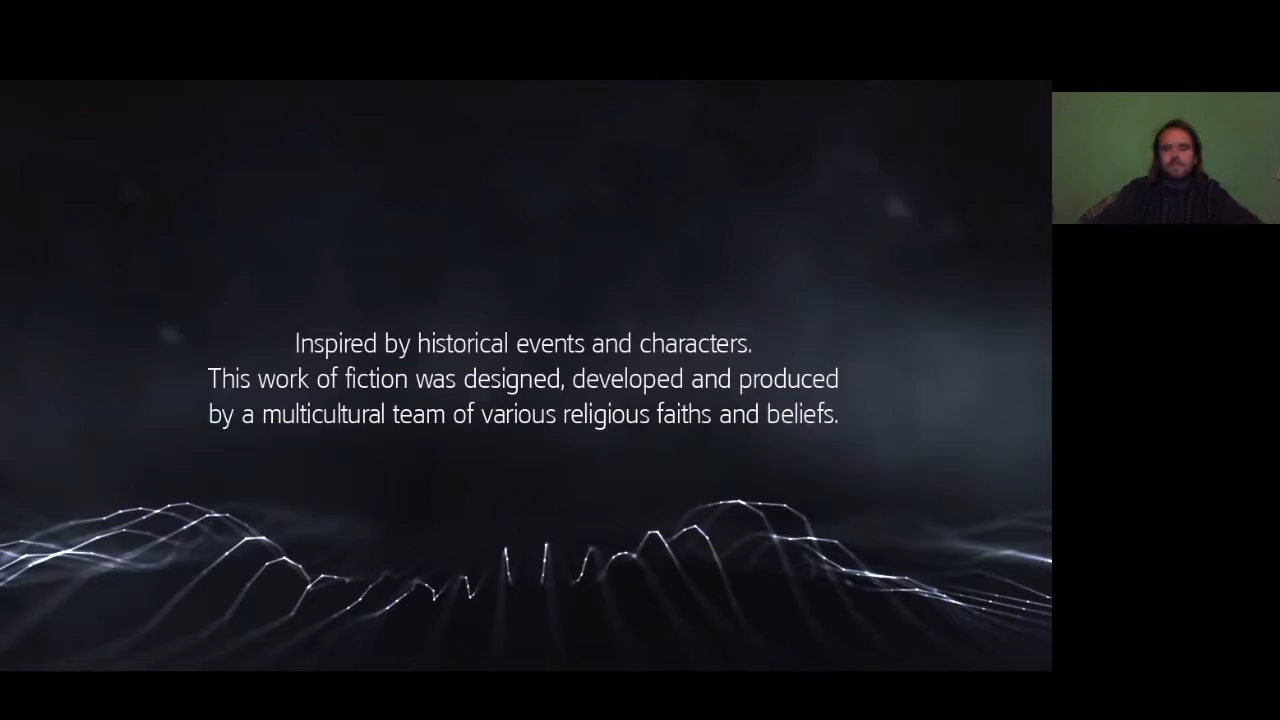 Inspired by historical events and characters.
This work of fiction was designed, developed and produced
by a multicultural team of various religious faiths and beliefs.